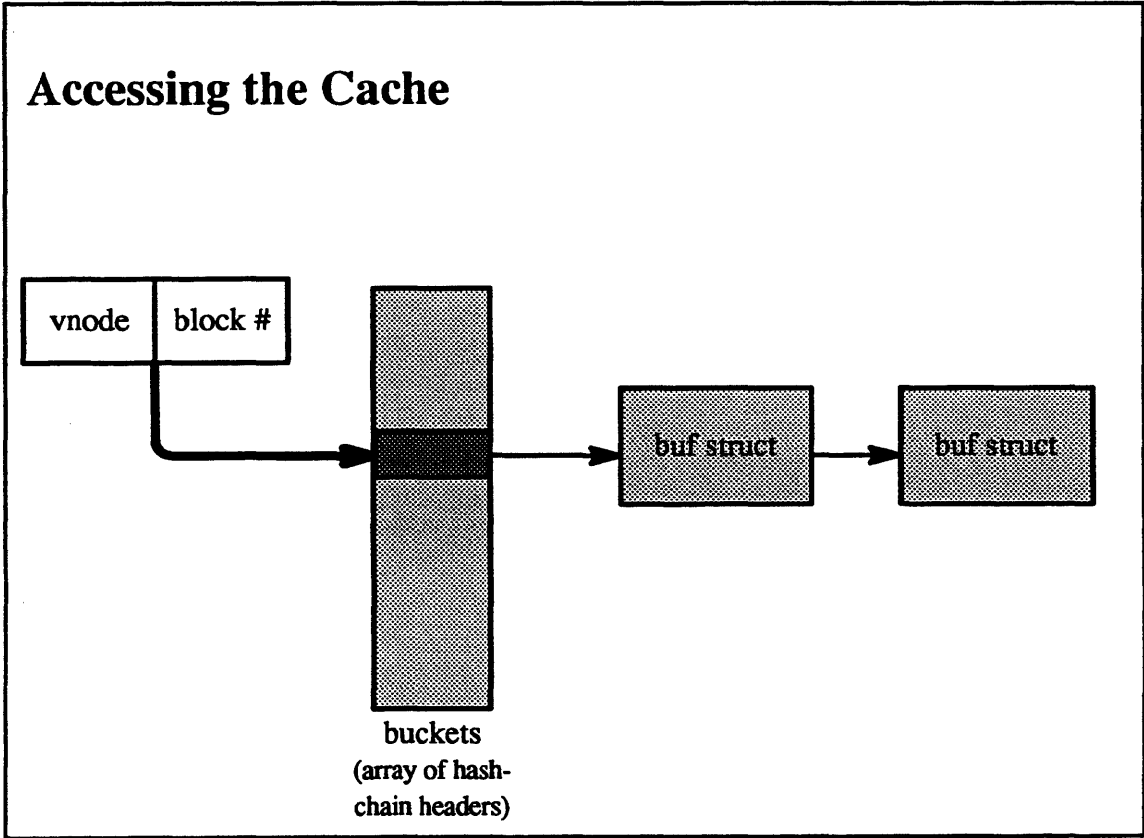 Accessing the Cache
vnode
block #
buf struct
buf struct
buckets
(array of hash-
chain headers)